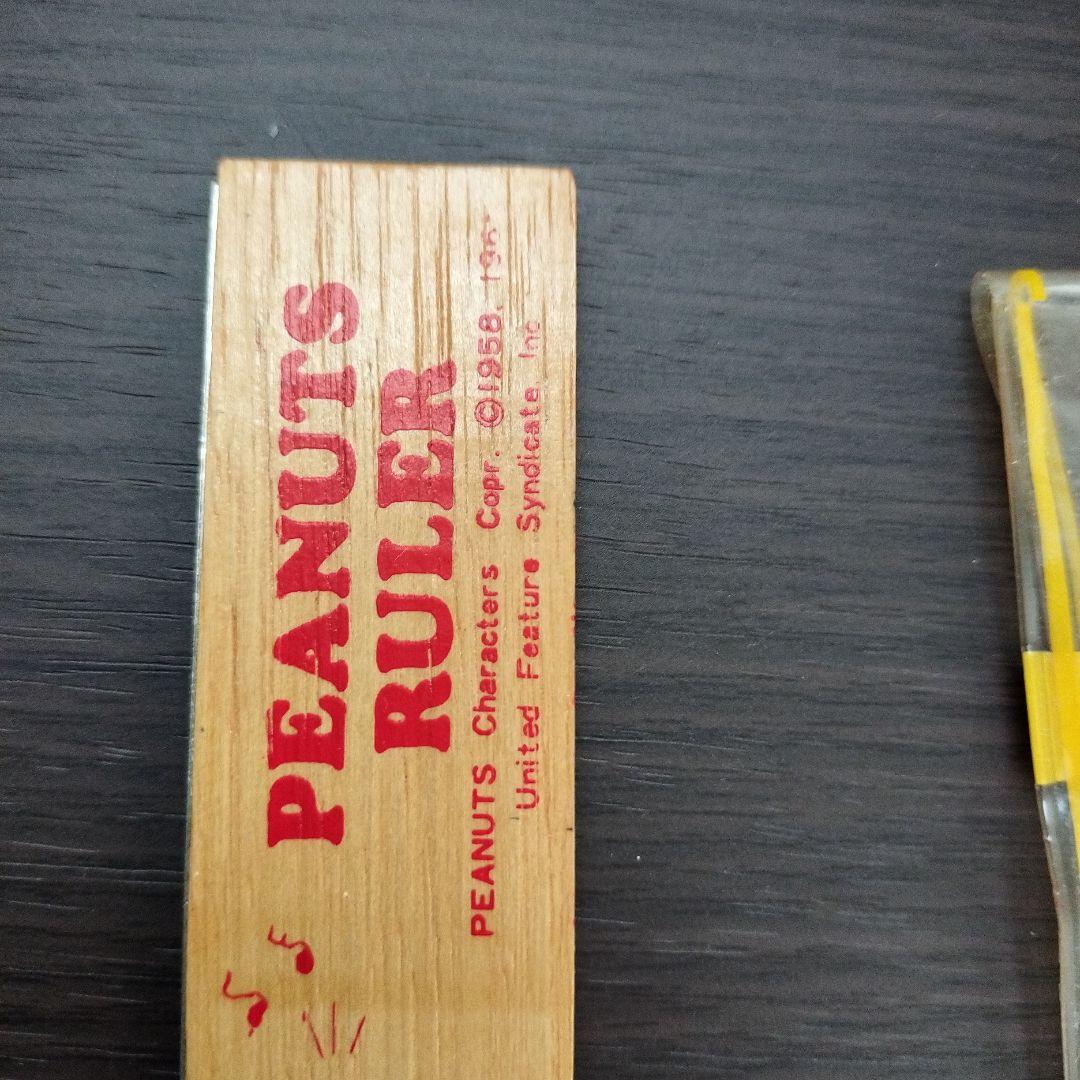 PEANUTS
RULER
PEANUTS Characters Copr. ©1958,
United Feature Syndicate, Inc